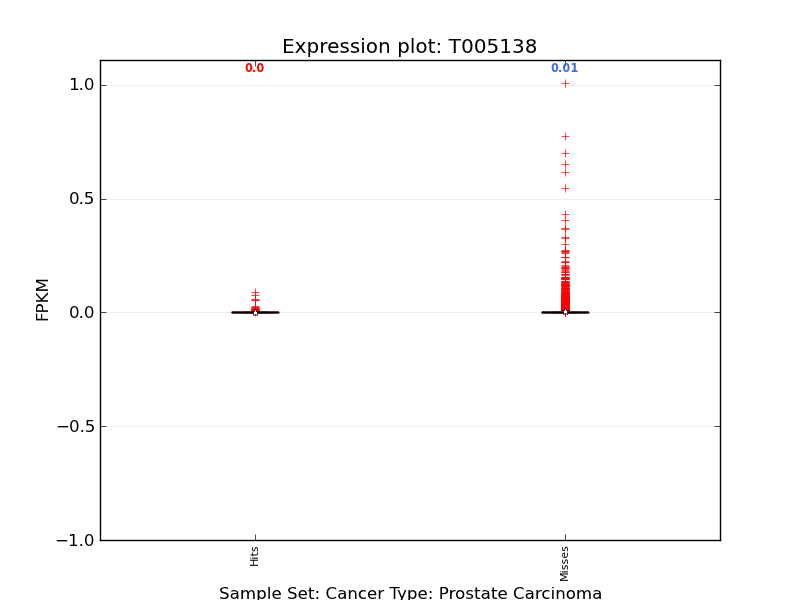 Expression plot: T005138
0.0 0.01
1.0
0.5
0.0
−0.5
−1.0
FPKM
Hits
Misses
Sample Set: Cancer Type: Prostate Carcinoma